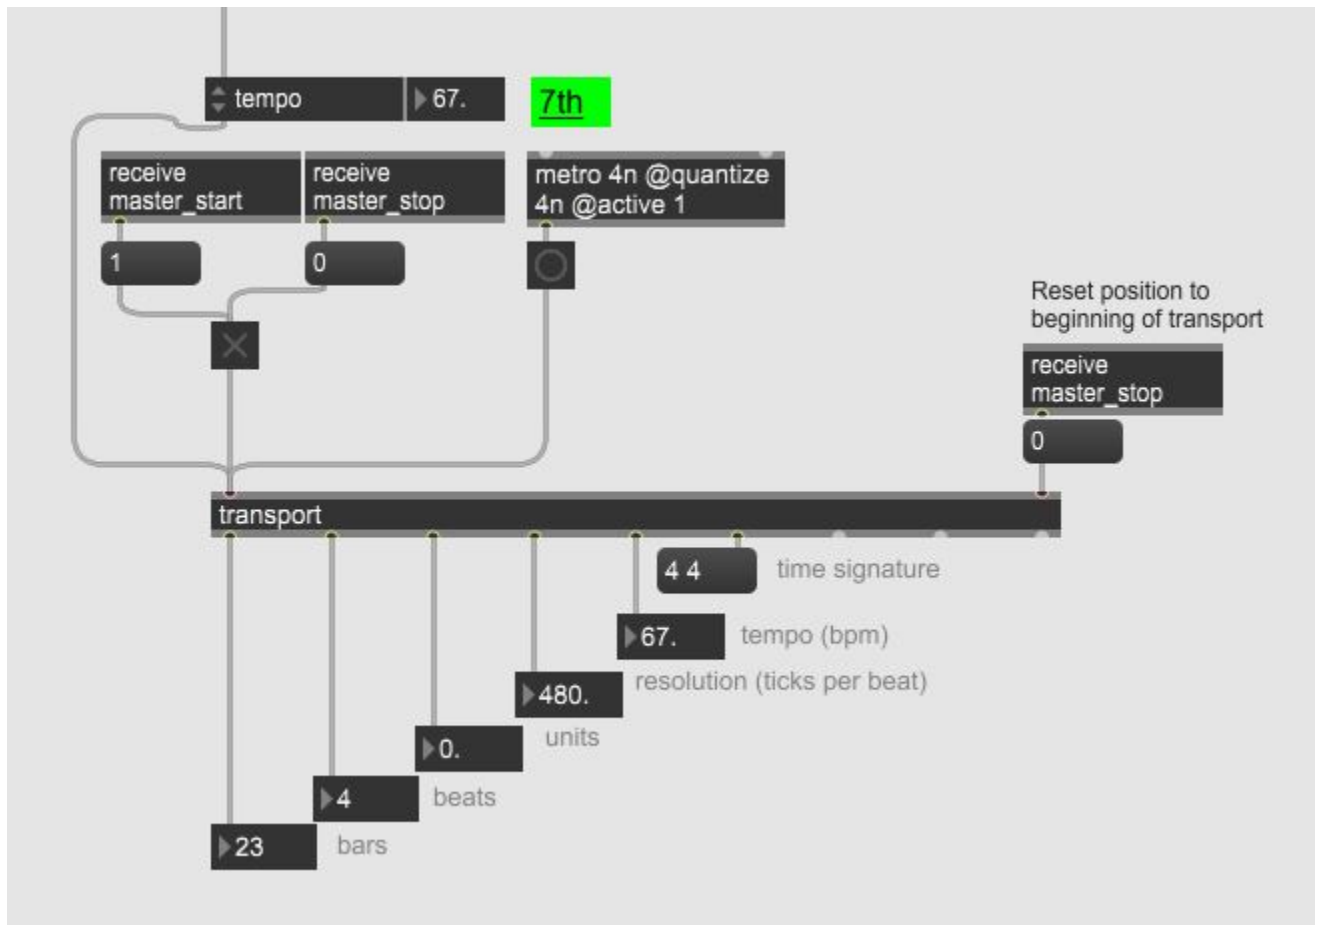 tempo 67. 7th
receive
master_start
receive
master_stop
metro 4n @quantize
4n @active 1
1
0
Reset position to
beginning of transport
receive
master_stop
0
transport
4 4 time signature
67. tempo (bpm)
480. resolution (ticks per beat)
0. units
4 beats
23 bars